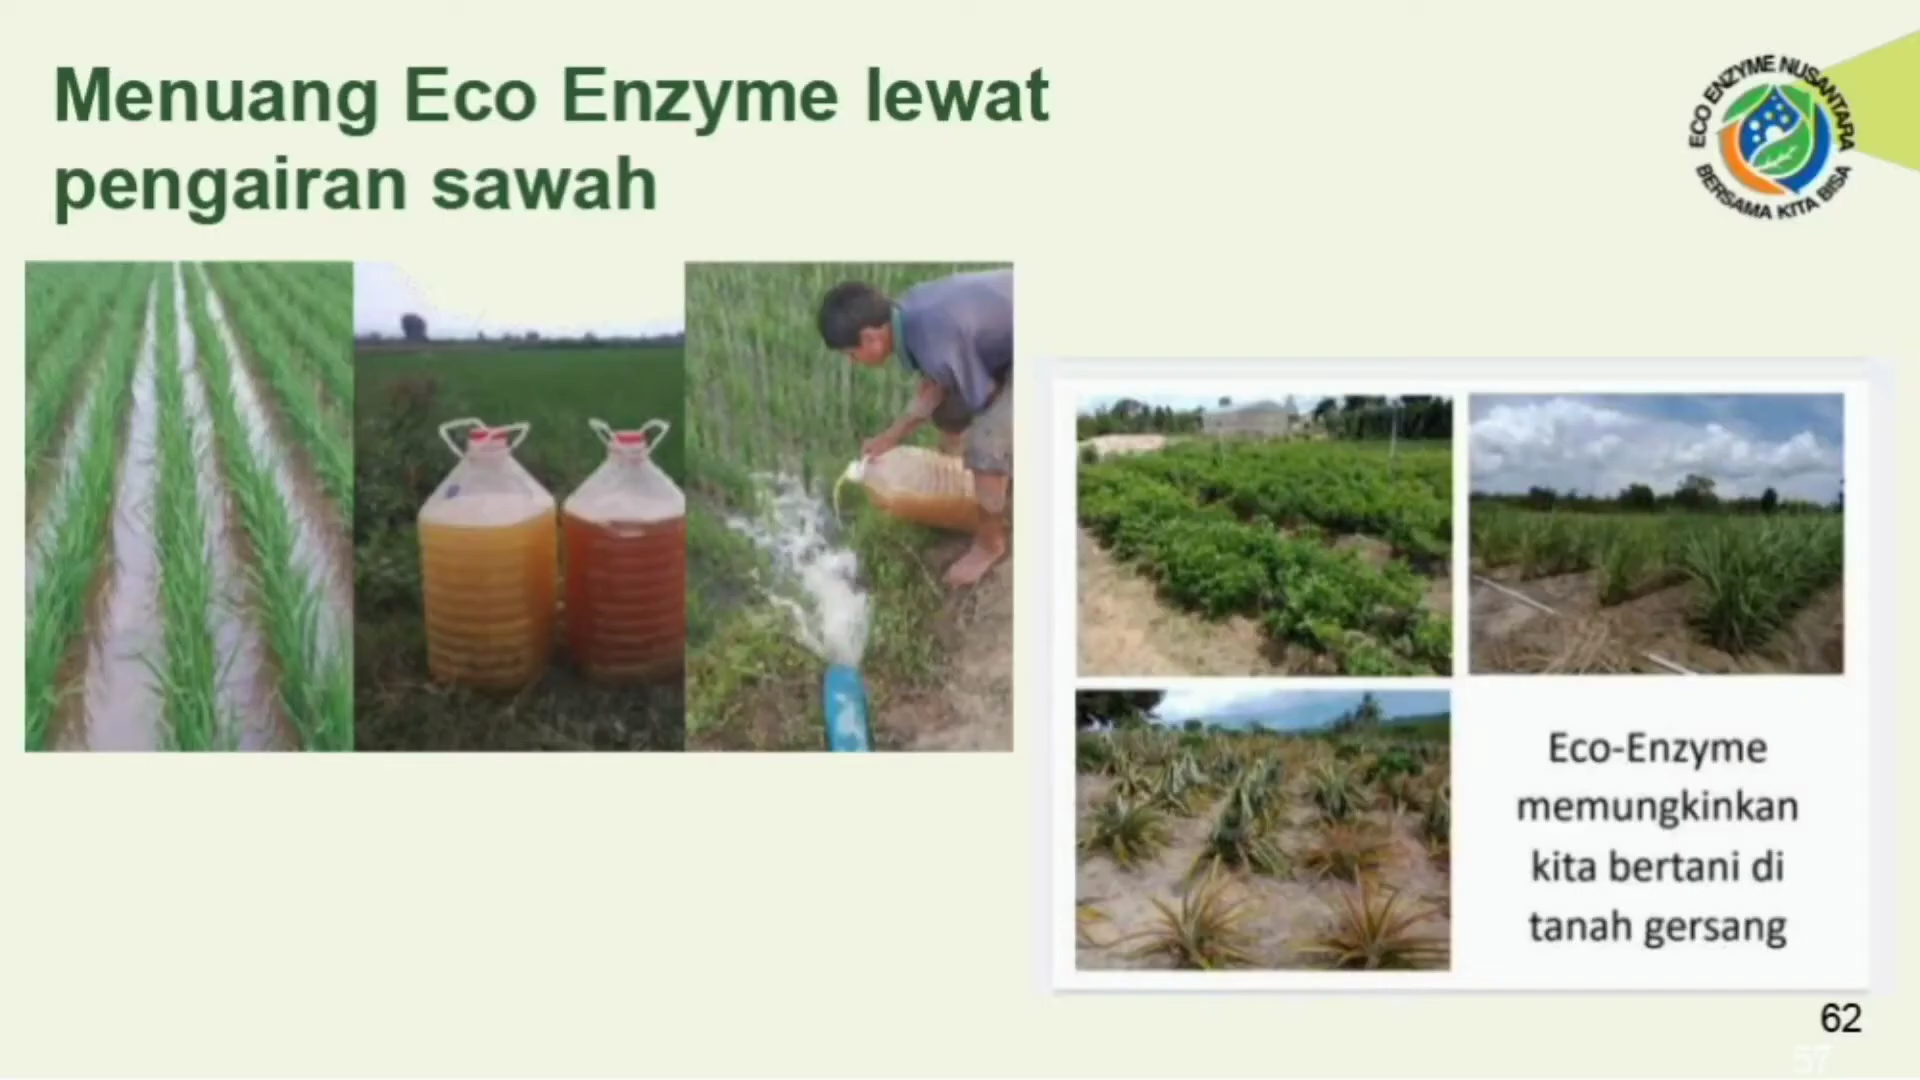 Menuang Eco Enzyme lewat
pengairan sawah
ECO ENZYME NUSANTARA
BERSAMA KITA BISA
Eco-Enzyme
memungkinkan
kita bertani di
tanah gersang
62
57